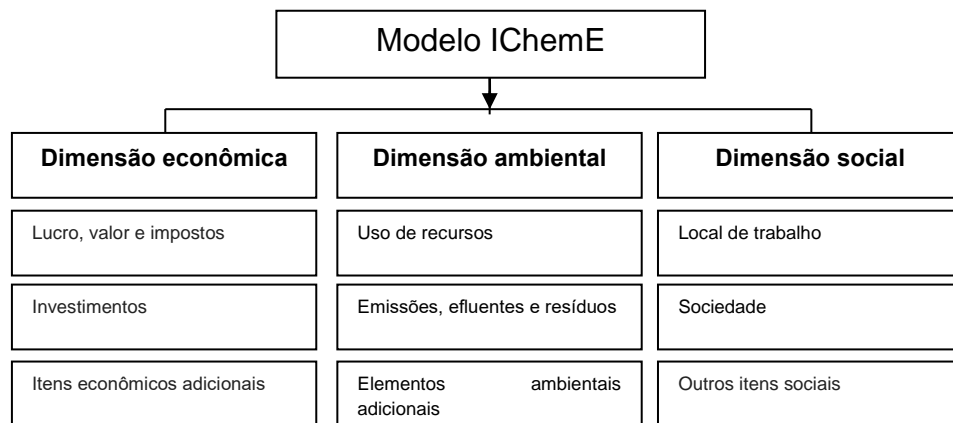 Modelo IChemE
Dimensão econômica
Dimensão ambiental
Dimensão social
Lucro, valor e impostos
Uso de recursos
Local de trabalho
Investimentos
Emissões, efluentes e resíduos
Sociedade
Itens econômicos adicionais
Elementos ambientais
adicionais
Outros itens sociais